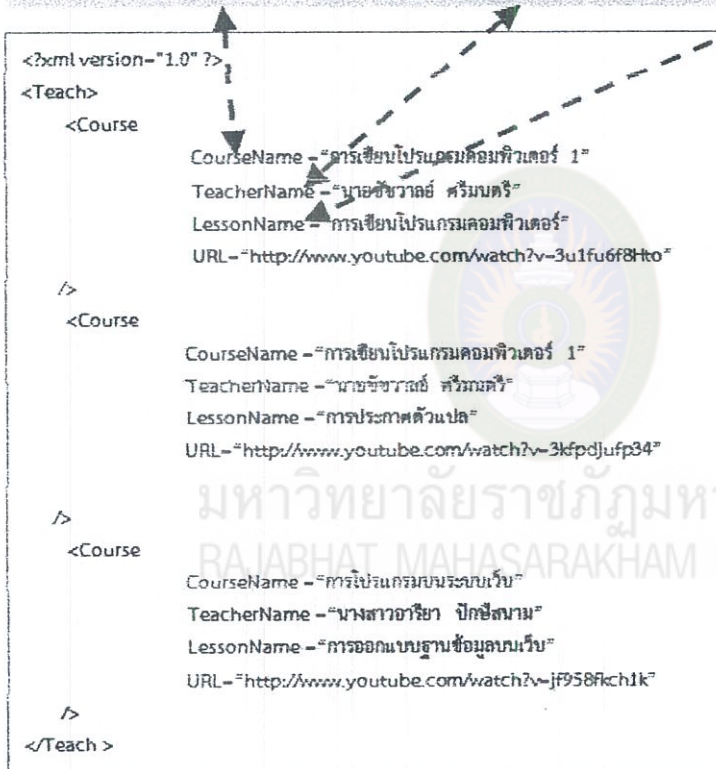 <?xml version="1.0" ?>
<Teach>
<Course
CourseName ="การเขียนโปรแกรมคอมพิวเตอร์ 1"
TeacherName ="นายชัชวาลย์ ศรีมนตรี"
LessonName ="การเขียนโปรแกรมคอมพิวเตอร์"
URL="http://www.youtube.com/watch?v=3u1fu6f8Hto"
/>
<Course
CourseName ="การเขียนโปรแกรมคอมพิวเตอร์ 1"
TeacherName ="นายชัชวาลย์ ศรีมนตรี"
LessonName ="การประกาศตัวแปล"
URL="http://www.youtube.com/watch?v=3kfpdjufp34"
/>
<Course
CourseName ="การโปรแกรมบนระบบเว็บ"
TeacherName ="นางสาวอารียา ปักษีสนาม"
LessonName ="การออกแบบฐานข้อมูลบนเว็บ"
URL="http://www.youtube.com/watch?v=jf958fkch1k"
/>
</Teach >
มหาวิทยาลัยราชภัฏมหา
RAJABHAT MAHASARAKHAM